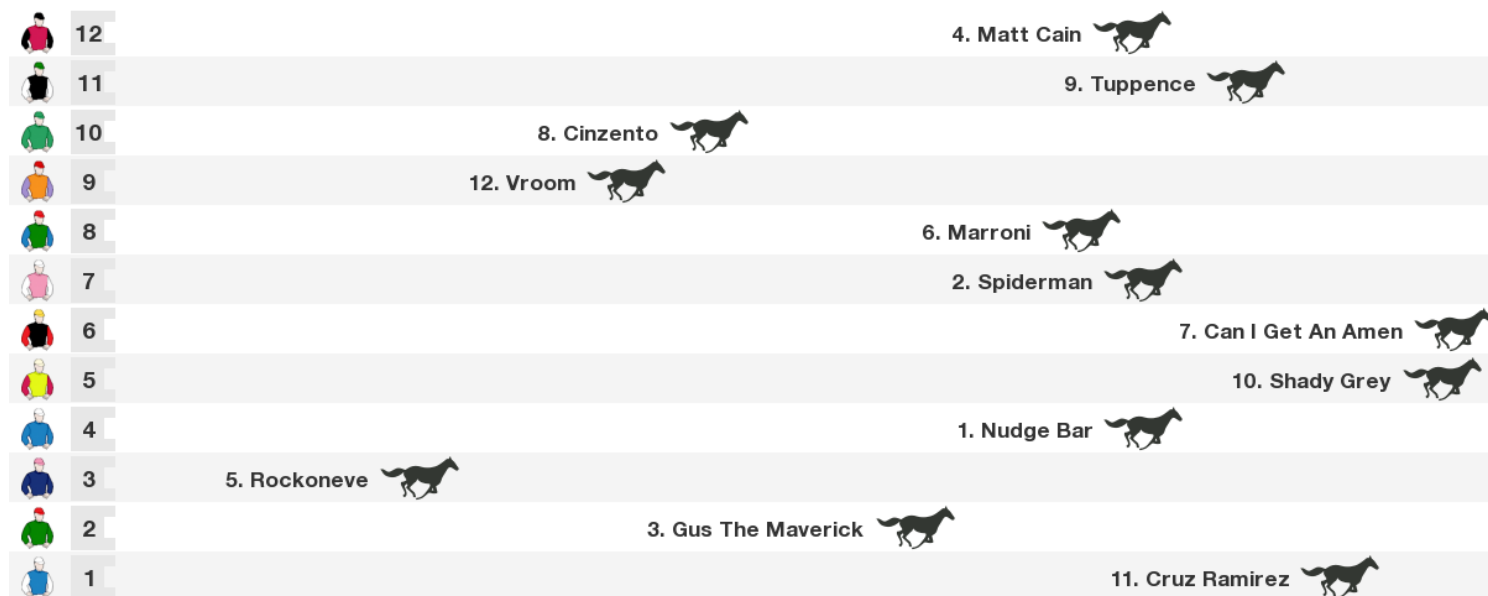 12 4. Matt Cain
11 9. Tuppence
10 8. Cinzento
9 12. Vroom
8 6. Marroni
7 2. Spiderman
6 7. Can I Get An Amen
5 10. Shady Grey
4 1. Nudge Bar
3 5. Rockoneve
2 3. Gus The Maverick
1 11. Cruz Ramirez